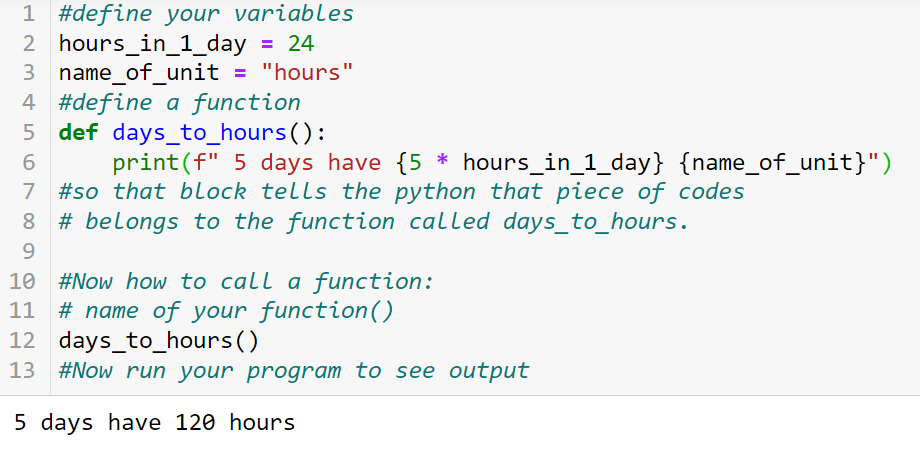 1 #define your variables
2 hours_in_1_day = 24
3 name_of_unit = "hours"
4 #define a function
5 def days_to_hours():
6     print(f" 5 days have {5 * hours_in_1_day} {name_of_unit}")
7 #so that block tells the python that piece of codes
8 # belongs to the function called days_to_hours.
9
10 #Now how to call a function:
11 # name of your function()
12 days_to_hours()
13 #Now run your program to see output
5 days have 120 hours